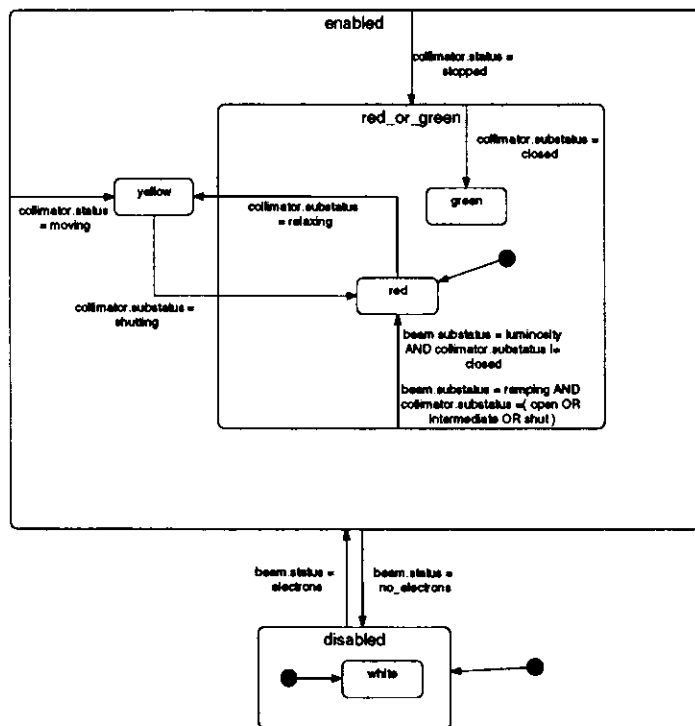 enabled
collimator.status =
stopped
red_or_green
collimator.substatus =
closed
yellow
collimator.substatus
= relaxing
green
collimator.status
= moving
red
collimator.substatus =
shutting
beam.substatus = luminosity
AND collimator.substatus !=
closed
beam.substatus = ramping AND
collimator.substatus =( open OR
intermediate OR shut )
beam.status =
electrons
beam.status =
no_electrons
disabled
white